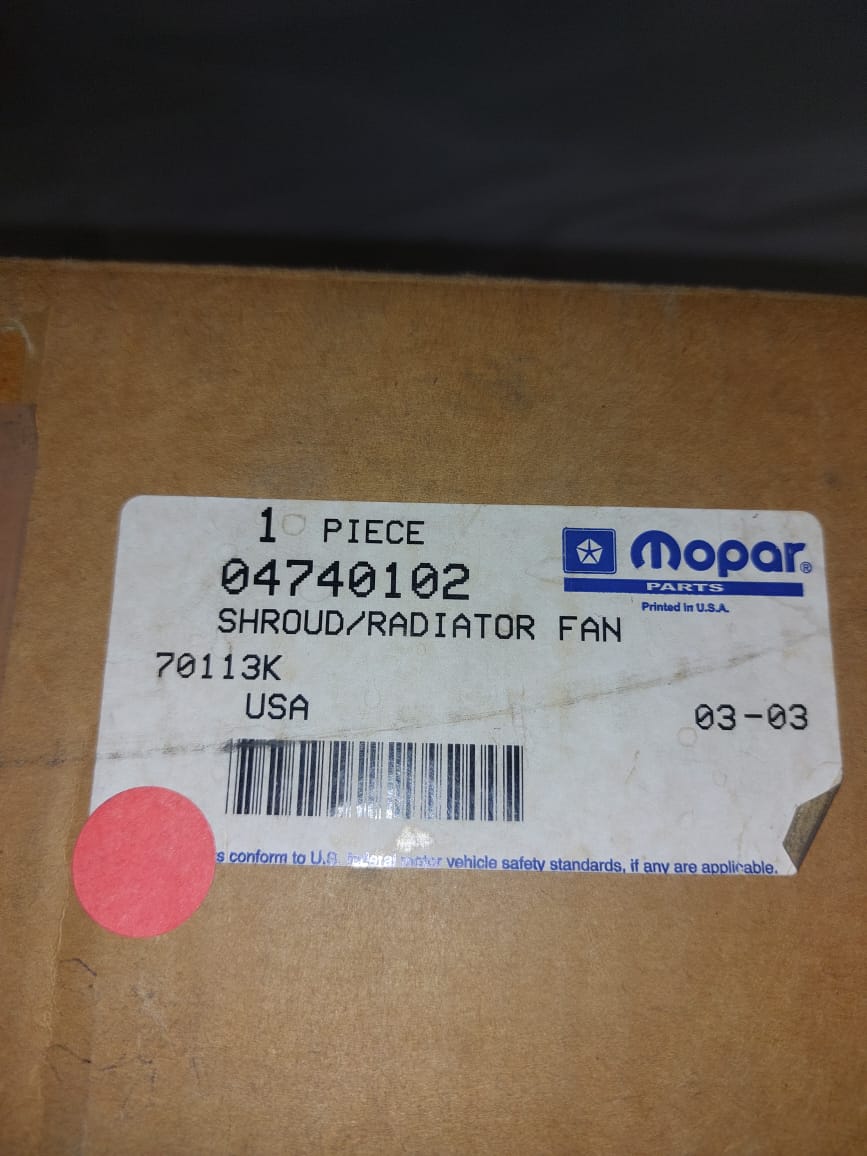 1 PIECE
04740102
SHROUD/RADIATOR FAN
70113K
USA
03-03
mopar®
PARTS
Printed in U.S.A.
s conform to U.S. federal motor vehicle safety standards, if any are applicable.